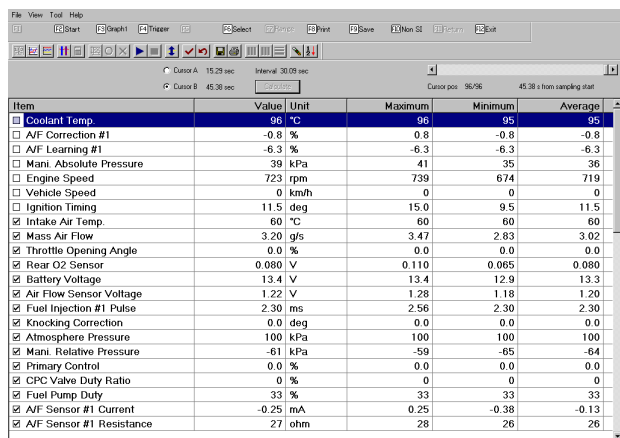 File View Tool Help
F1 F2 Start F3 Graph1 F4 Trigger F5 F6 Select F8 Print F9 Save F10 Non SI F11 Return F12 Exit
Cursor A 15.29 sec Interval 30.09 sec
Cursor B 45.38 sec Calculate Cursor pos 96/96 45.38 s from sampling start
Item Value Unit Maximum Minimum Average
Coolant Temp. 96 °C 96 95 95
A/F Correction #1 -0.8 % 0.8 -0.8 -0.8
A/F Learning #1 -6.3 % -6.3 -6.3 -6.3
Mani. Absolute Pressure 39 kPa 41 35 36
Engine Speed 723 rpm 739 674 719
Vehicle Speed 0 km/h 0 0 0
Ignition Timing 11.5 deg 15.0 9.5 11.5
Intake Air Temp. 60 °C 60 60 60
Mass Air Flow 3.20 g/s 3.47 2.83 3.02
Throttle Opening Angle 0.0 % 0.0 0.0 0.0
Rear O2 Sensor 0.080 V 0.110 0.065 0.080
Battery Voltage 13.4 V 13.4 12.9 13.3
Air Flow Sensor Voltage 1.22 V 1.28 1.18 1.20
Fuel Injection #1 Pulse 2.30 ms 2.56 2.30 2.30
Knocking Correction 0.0 deg 0.0 0.0 0.0
Atmosphere Pressure 100 kPa 100 100 100
Mani. Relative Pressure -61 kPa -59 -65 -64
Primary Control 0.0 % 0.0 0.0 0.0
CPC Valve Duty Ratio 0 % 0 0 0
Fuel Pump Duty 33 % 33 33 33
A/F Sensor #1 Current -0.25 mA 0.25 -0.38 -0.13
A/F Sensor #1 Resistance 27 ohm 28 26 26